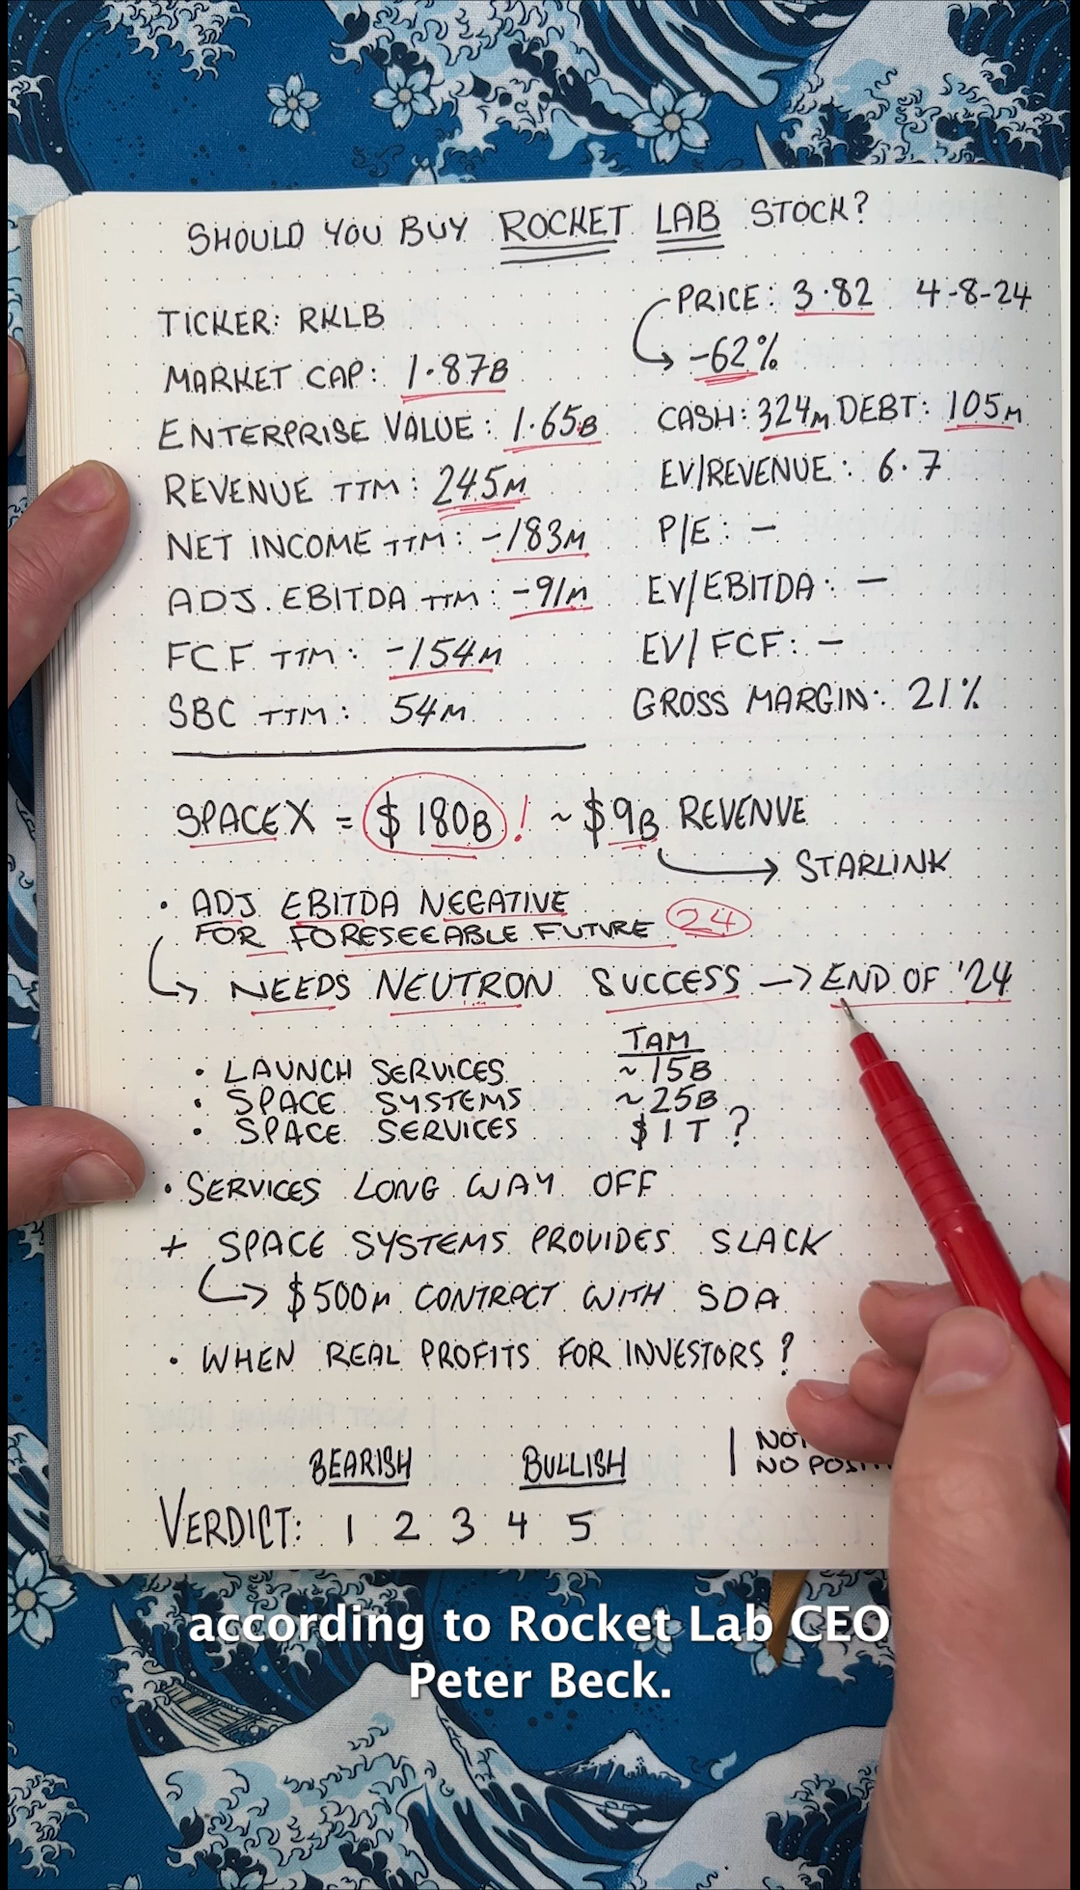 SHOULD YOU BUY ROCKET LAB STOCK?
TICKER: RKLB
MARKET CAP: 1.87B
ENTERPRISE VALUE: 1.65B
REVENUE TTM: 245M
NET INCOME TTM: -183M
ADJ. EBITDA TTM: -91M
FCF TTM: -154M
SBC TTM: 54M
PRICE: 3.82 4-8-24
-62%
CASH: 324M DEBT: 105M
EV/REVENUE: 6.7
P/E: -
EV/EBITDA: -
EV/FCF: -
GROSS MARGIN: 21%
SPACEX = $180B! ~$9B REVENUE
→ STARLINK
• ADJ EBITDA NEGATIVE
FOR FORESEEABLE FUTURE 24
↳ NEEDS NEUTRON SUCCESS → END OF '24
TAM
• LAUNCH SERVICES ~15B
• SPACE SYSTEMS ~25B
• SPACE SERVICES $1T?
• SERVICES LONG WAY OFF
+ SPACE SYSTEMS PROVIDES SLACK
↳ $500M CONTRACT WITH SDA
• WHEN REAL PROFITS FOR INVESTORS?
BEARISH BULLISH
NOT
NO
VERDICT: 1 2 3 4 5
according to Rocket Lab CEO
Peter Beck.